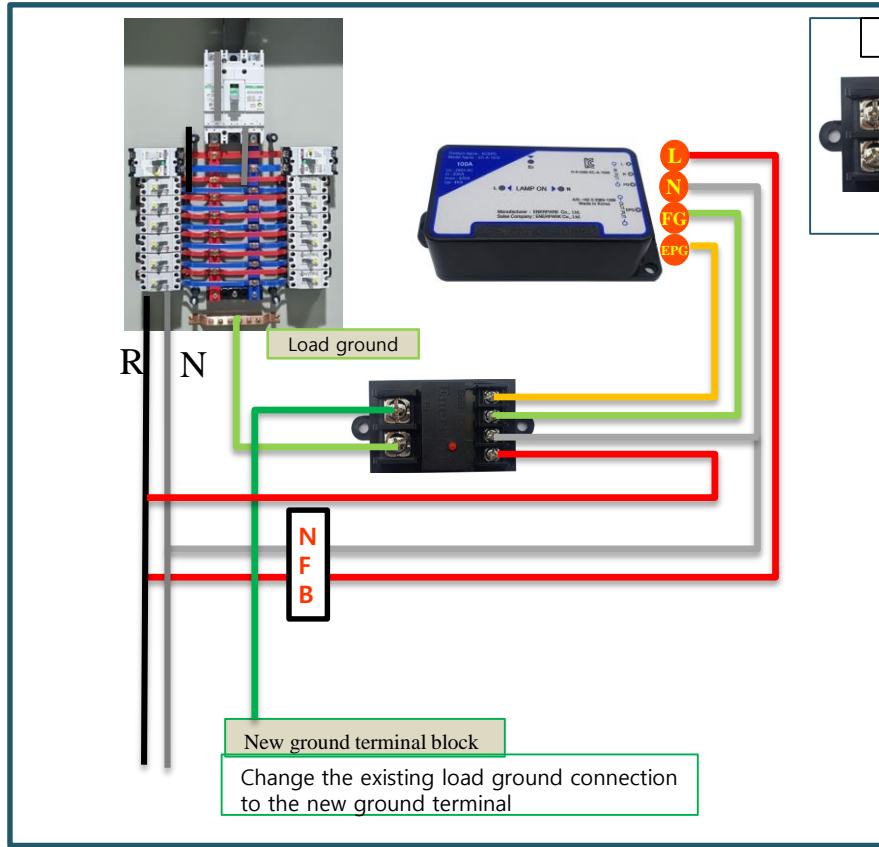 L
N
FG
EPG
100A
L
LAMP ON
N
Manufacturer : ENERPARK Co., Ltd.
Sales Company : ENERPARK Co., Ltd.
Made in Korea
Load ground
R
N
N
F
B
New ground terminal block
Change the existing load ground connection
to the new ground terminal